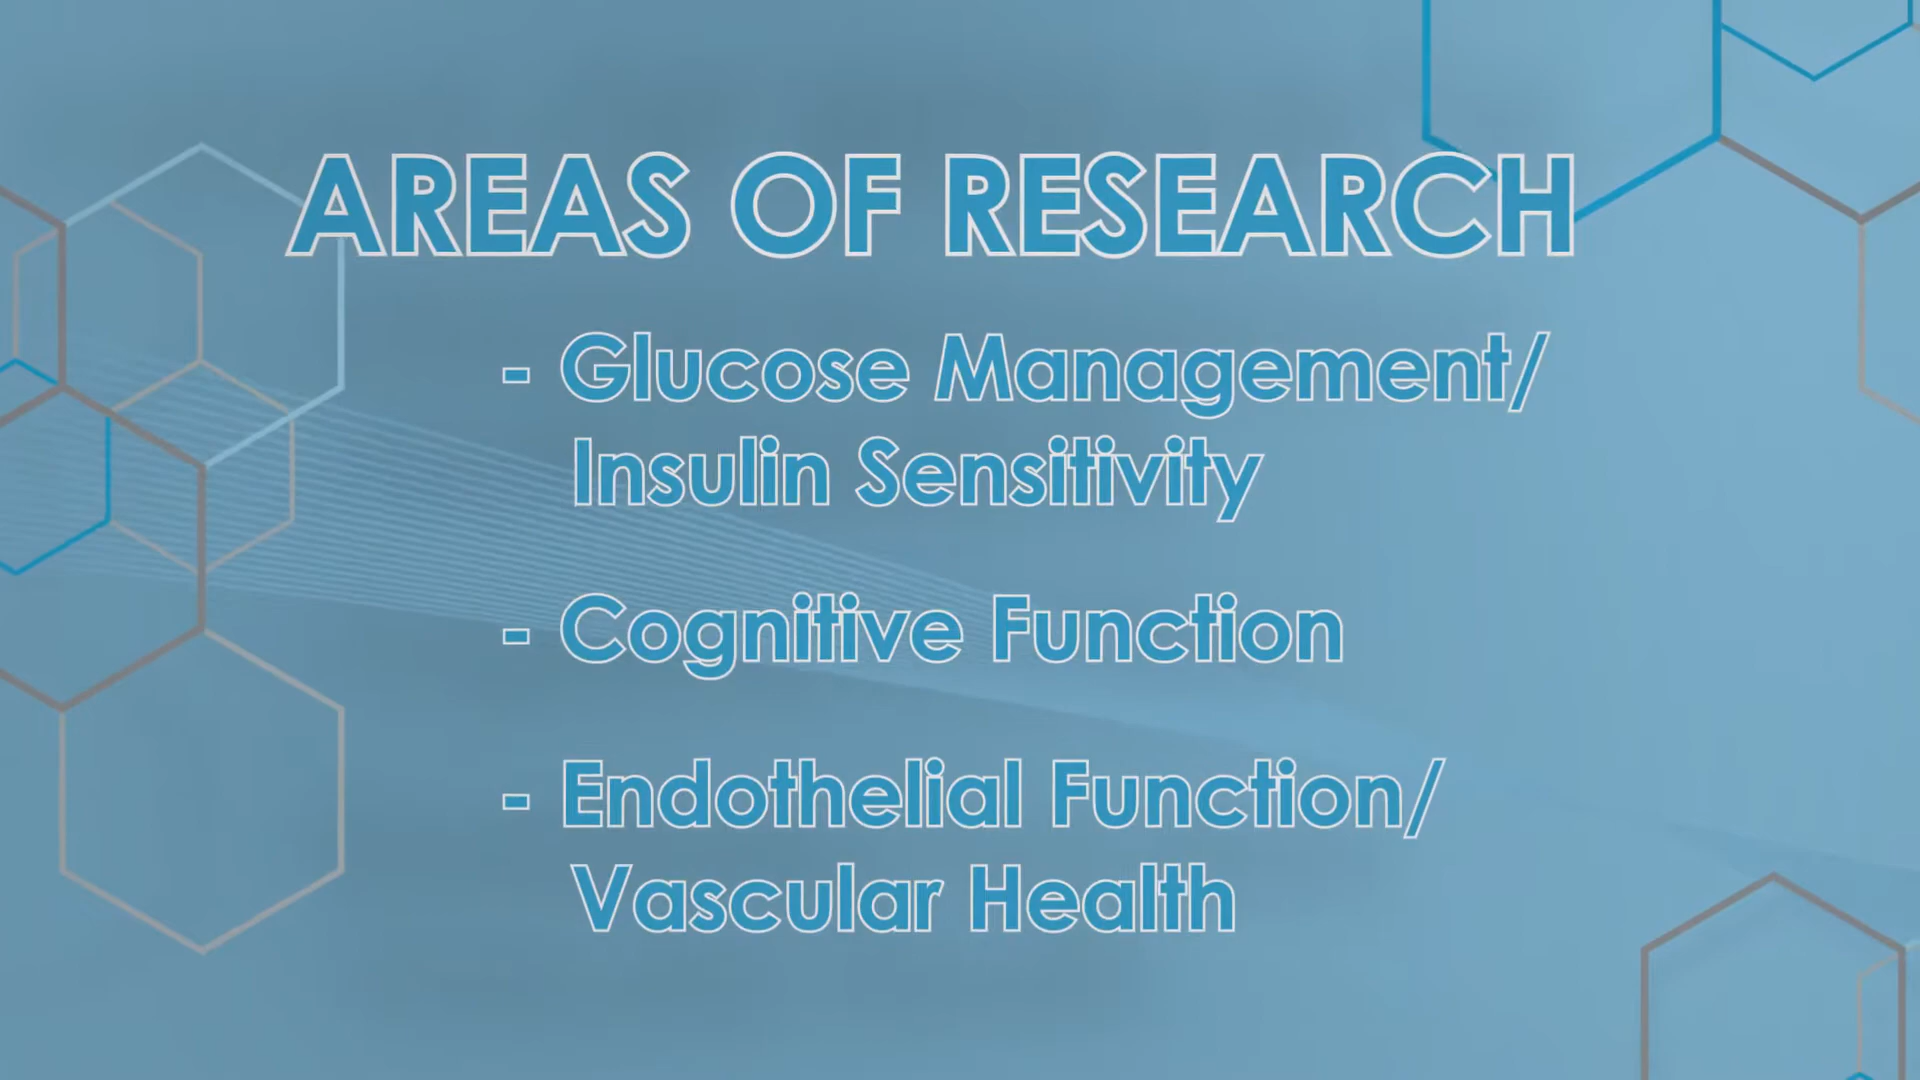 AREAS OF RESEARCH
- Glucose Management/
Insulin Sensitivity
- Cognitive Function
- Endothelial Function/
Vascular Health